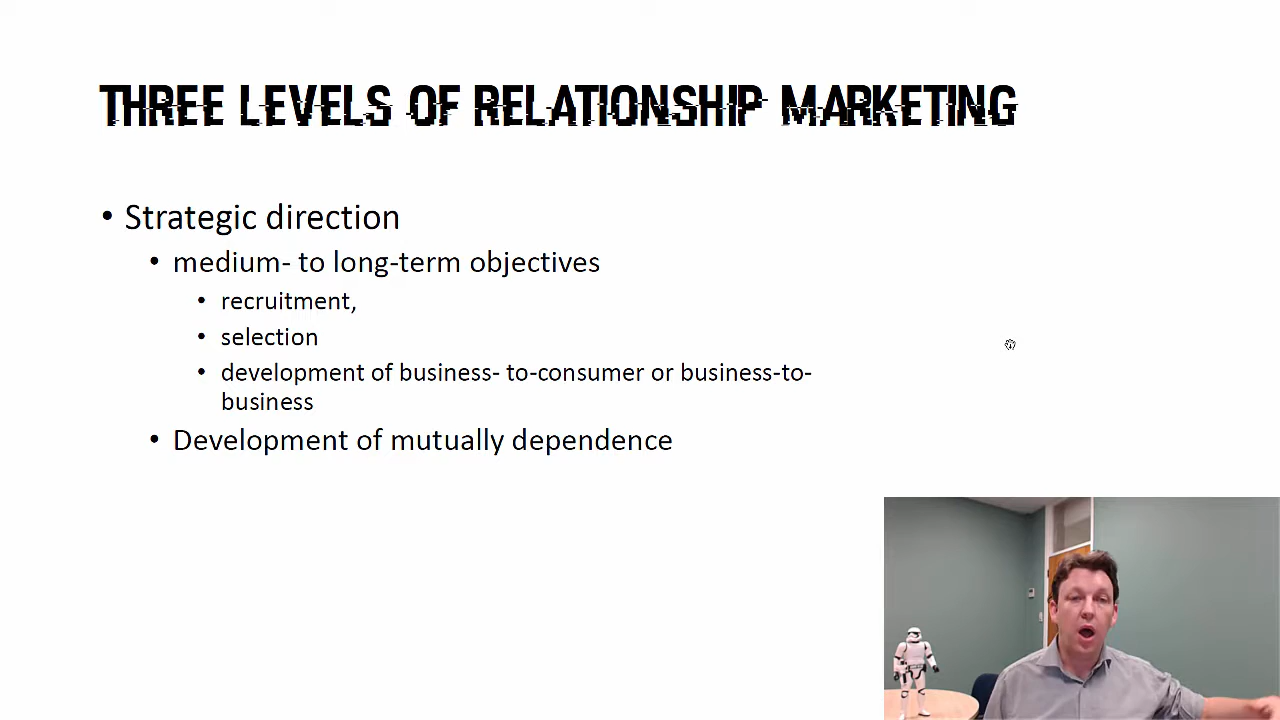 THREE LEVELS OF RELATIONSHIP MARKETING
• Strategic direction
• medium- to long-term objectives
• recruitment,
• selection
• development of business- to-consumer or business-to-
business
• Development of mutually dependence